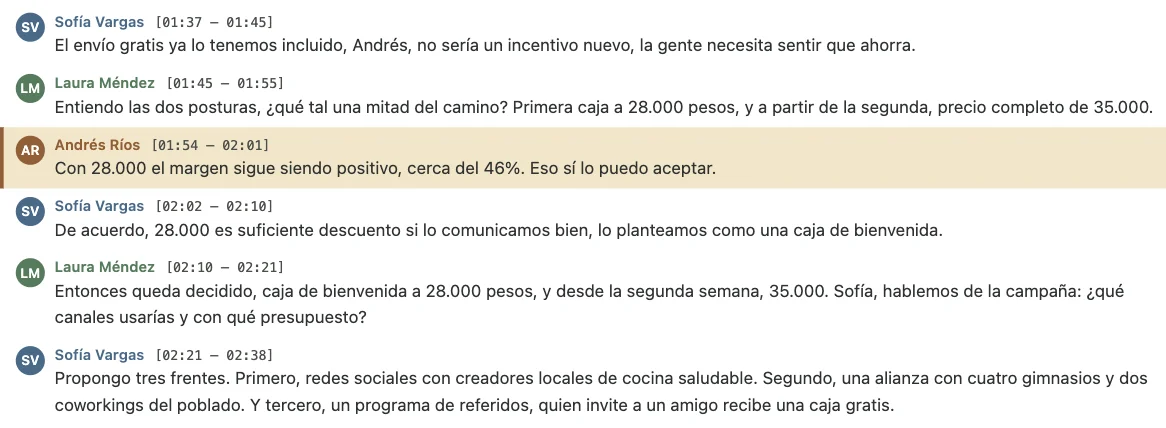 SV Sofía Vargas [01:37 – 01:45]
El envío gratis ya lo tenemos incluido, Andrés, no sería un incentivo nuevo, la gente necesita sentir que ahorra.
LM Laura Méndez [01:45 – 01:55]
Entiendo las dos posturas, ¿qué tal una mitad del camino? Primera caja a 28.000 pesos, y a partir de la segunda, precio completo de 35.000.
AR Andrés Ríos [01:54 – 02:01]
Con 28.000 el margen sigue siendo positivo, cerca del 46%. Eso sí lo puedo aceptar.
SV Sofía Vargas [02:02 – 02:10]
De acuerdo, 28.000 es suficiente descuento si lo comunicamos bien, lo planteamos como una caja de bienvenida.
LM Laura Méndez [02:10 – 02:21]
Entonces queda decidido, caja de bienvenida a 28.000 pesos, y desde la segunda semana, 35.000. Sofía, hablemos de la campaña: ¿qué
canales usarías y con qué presupuesto?
SV Sofía Vargas [02:21 – 02:38]
Propongo tres frentes. Primero, redes sociales con creadores locales de cocina saludable. Segundo, una alianza con cuatro gimnasios y dos
coworkings del poblado. Y tercero, un programa de referidos, quien invite a un amigo recibe una caja gratis.